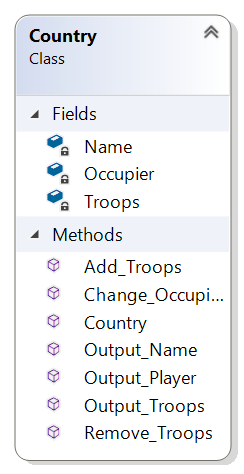 Country
Class
Fields
Name
Occupier
Troops
Methods
Add_Troops
Change_Occupi...
Country
Output_Name
Output_Player
Output_Troops
Remove_Troops